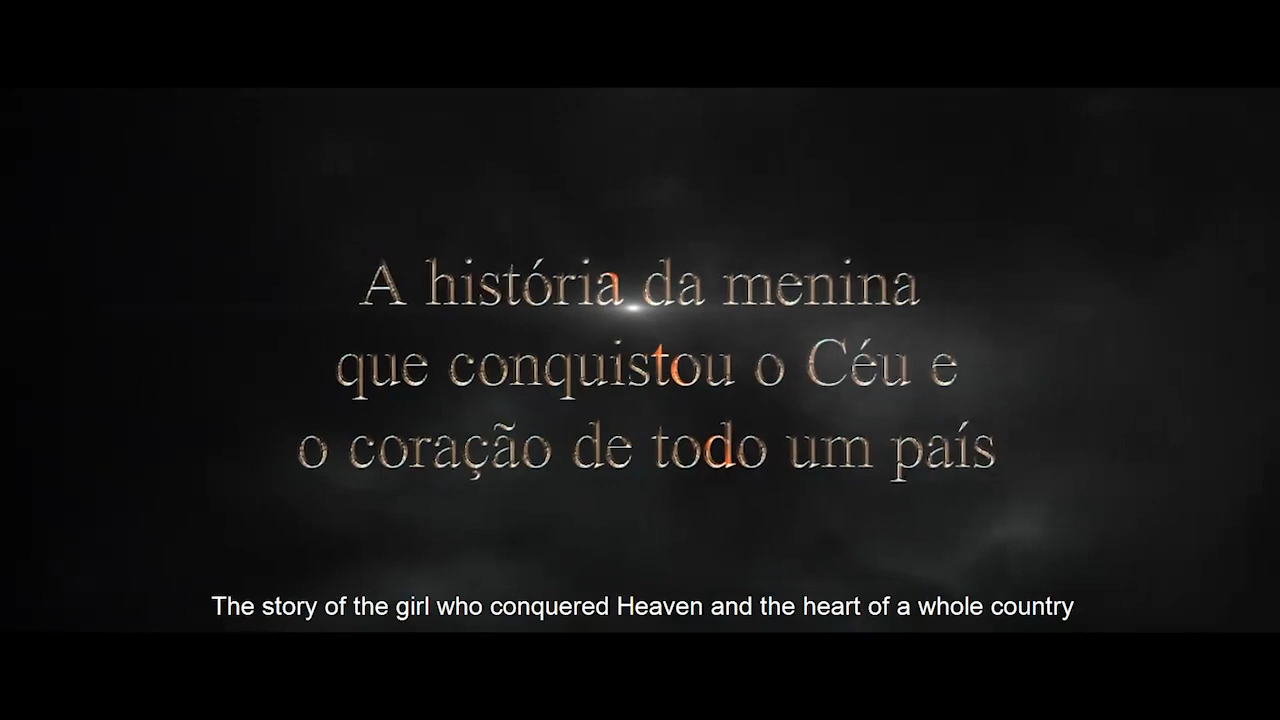 A história da menina
que conquistou o Céu e
o coração de todo um país
The story of the girl who conquered Heaven and the heart of a whole country